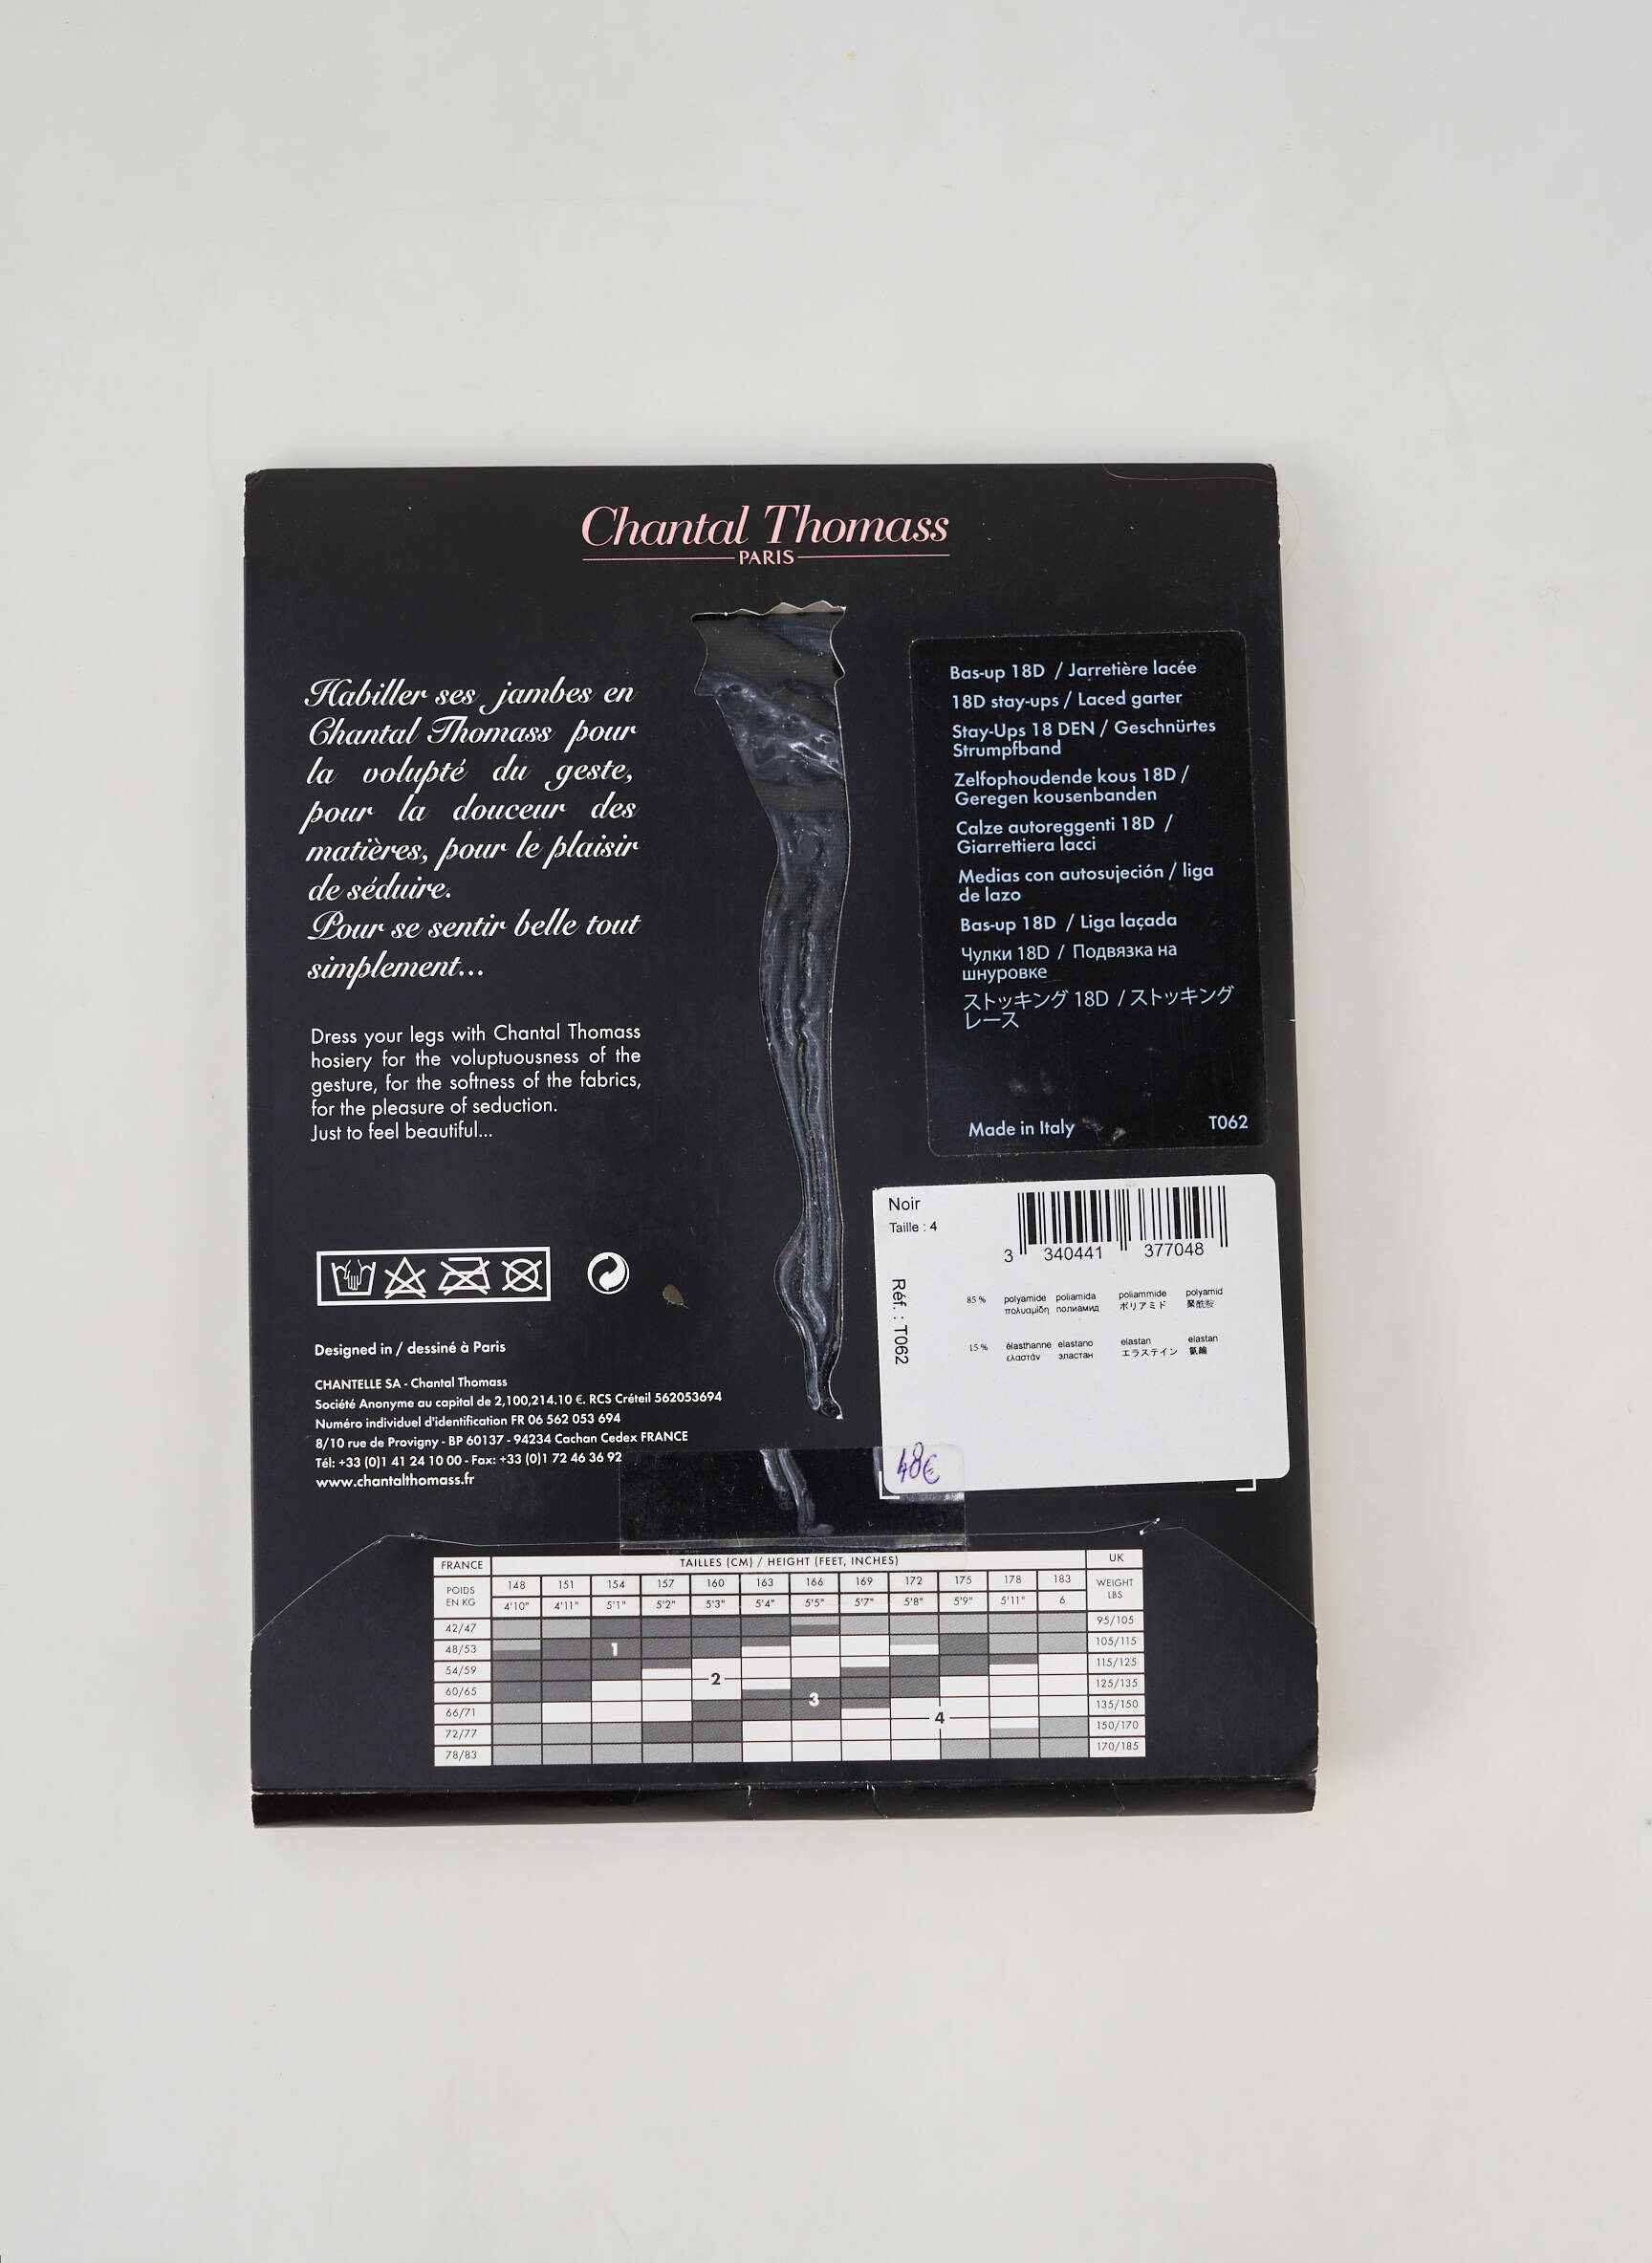 Chantal Thomass
PARIS
Habiller ses jambes en
Chantal Thomass pour
la volupté du geste,
pour la douceur des
matières, pour le plaisir
de séduire.
Pour se sentir belle tout
simplement...
Dress your legs with Chantal Thomass
hosiery for the voluptuousness of the
gesture, for the softness of the fabrics,
for the pleasure of seduction.
Just to feel beautiful...
Designed in / dessiné à Paris
CHANTELLE SA - Chantal Thomass
Société Anonyme au capital de 2,100,214.10 €. RCS Créteil 562053694
Numéro individuel d'identification FR 06 562 053 694
8/10 rue de Provigny - BP 60137 - 94234 Cachan Cedex FRANCE
Tél: +33 (0)1 41 24 10 00 - Fax: +33 (0)1 72 46 36 92
www.chantalthomass.fr
Bas-up 18D / Jarretière lacée
18D stay-ups / Laced garter
Stay-Ups 18 DEN / Geschnürtes
Strumpfband
Zelfophoudende kous 18D /
Geregen kousenbanden
Calze autoreggenti 18D /
Giarrettiera lacci
Medias con autosujeción / liga
de lazo
Bas-up 18D / Liga laçada
Чулки 18D / Подвязка на
шнуровке
ストッキング 18D / ストッキング
レース
Made in Italy T062
Noir
Taille : 4
3 340441 377048
Réf. : T062
85 % polyamide poliamida poliammide polyamid
πολυαμίδη полиамид ポリアミド 聚酰胺
15 % élasthanne elastano elastan elastan
ελαστάν эластан エラステイン 氨綸
48€
FRANCE TAILLES (CM) / HEIGHT (FEET, INCHES) UK
POIDS EN KG 148 151 154 157 160 163 166 169 172 175 178 183 WEIGHT LBS
4'10" 4'11" 5'1" 5'2" 5'3" 5'4" 5'5" 5'7" 5'8" 5'9" 5'11" 6
42/47 95/105
48/53 1 105/115
54/59 2 115/125
60/65 3 125/135
66/71 4 135/150
72/77 150/170
78/83 170/185